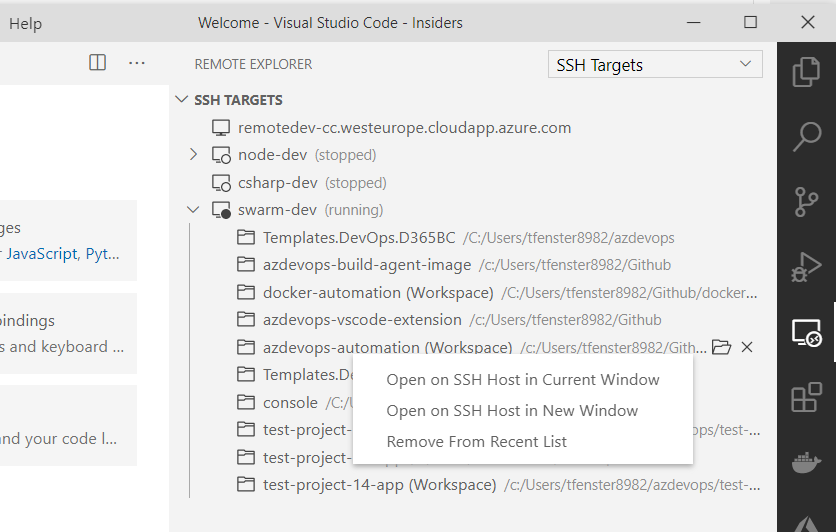 Help
Welcome - Visual Studio Code - Insiders
REMOTE EXPLORER
SSH Targets
SSH TARGETS
remotedev-cc.westeurope.cloudapp.azure.com
node-dev (stopped)
csharp-dev (stopped)
swarm-dev (running)
Templates.DevOps.D365BC /C:/Users/tfenster8982/azdevops
azdevops-build-agent-image /c:/Users/tfenster8982/Github
docker-automation (Workspace) /C:/Users/tfenster8982/Github/docker...
azdevops-vscode-extension /c:/Users/tfenster8982/Github
azdevops-automation (Workspace) /c:/Users/tfenster8982/Gith...
Templates.De
console /C:/
test-project- ops/test-...
test-project- ops/test-...
test-project-14-app (Workspace) /c:/Users/tfenster8982/azdevops/test-...
Open on SSH Host in Current Window
Open on SSH Host in New Window
Remove From Recent List
ges
r JavaScript, Pyt...
bindings
s and keyboard ...
and your code l...